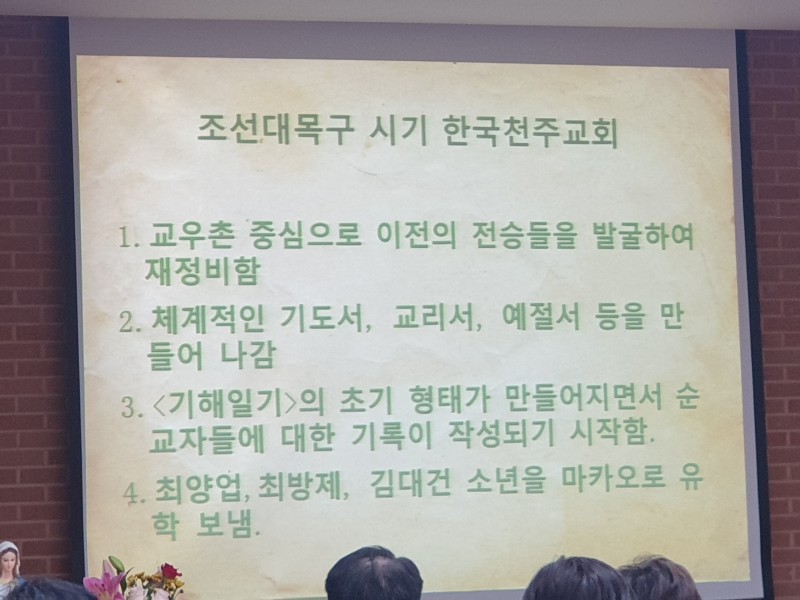 조선대목구 시기 한국천주교회
1. 교우촌 중심으로 이전의 전승들을 발굴하여
재정비함
2. 체계적인 기도서, 교리서, 예절서 등을 만
들어 나감
3. <기해일기>의 초기 형태가 만들어지면서 순
교자들에 대한 기록이 작성되기 시작함.
4. 최양업, 최방제, 김대건 소년을 마카오로 유
학 보냄.